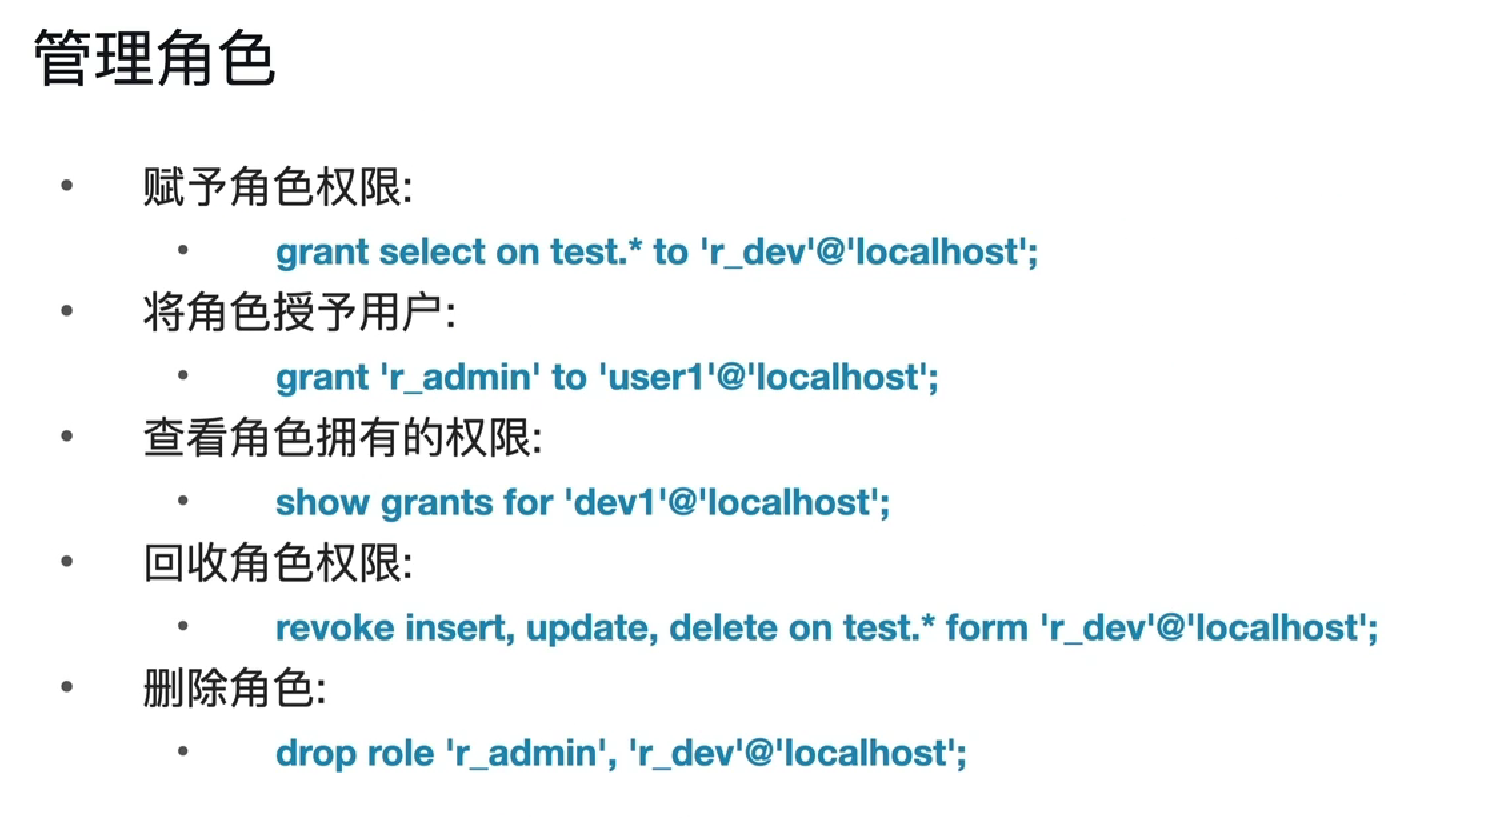 管理角色
• 赋予角色权限:
• grant select on test.* to 'r_dev'@'localhost';
• 将角色授予用户:
• grant 'r_admin' to 'user1'@'localhost';
• 查看角色拥有的权限:
• show grants for 'dev1'@'localhost';
• 回收角色权限:
• revoke insert, update, delete on test.* form 'r_dev'@'localhost';
• 删除角色:
• drop role 'r_admin', 'r_dev'@'localhost';